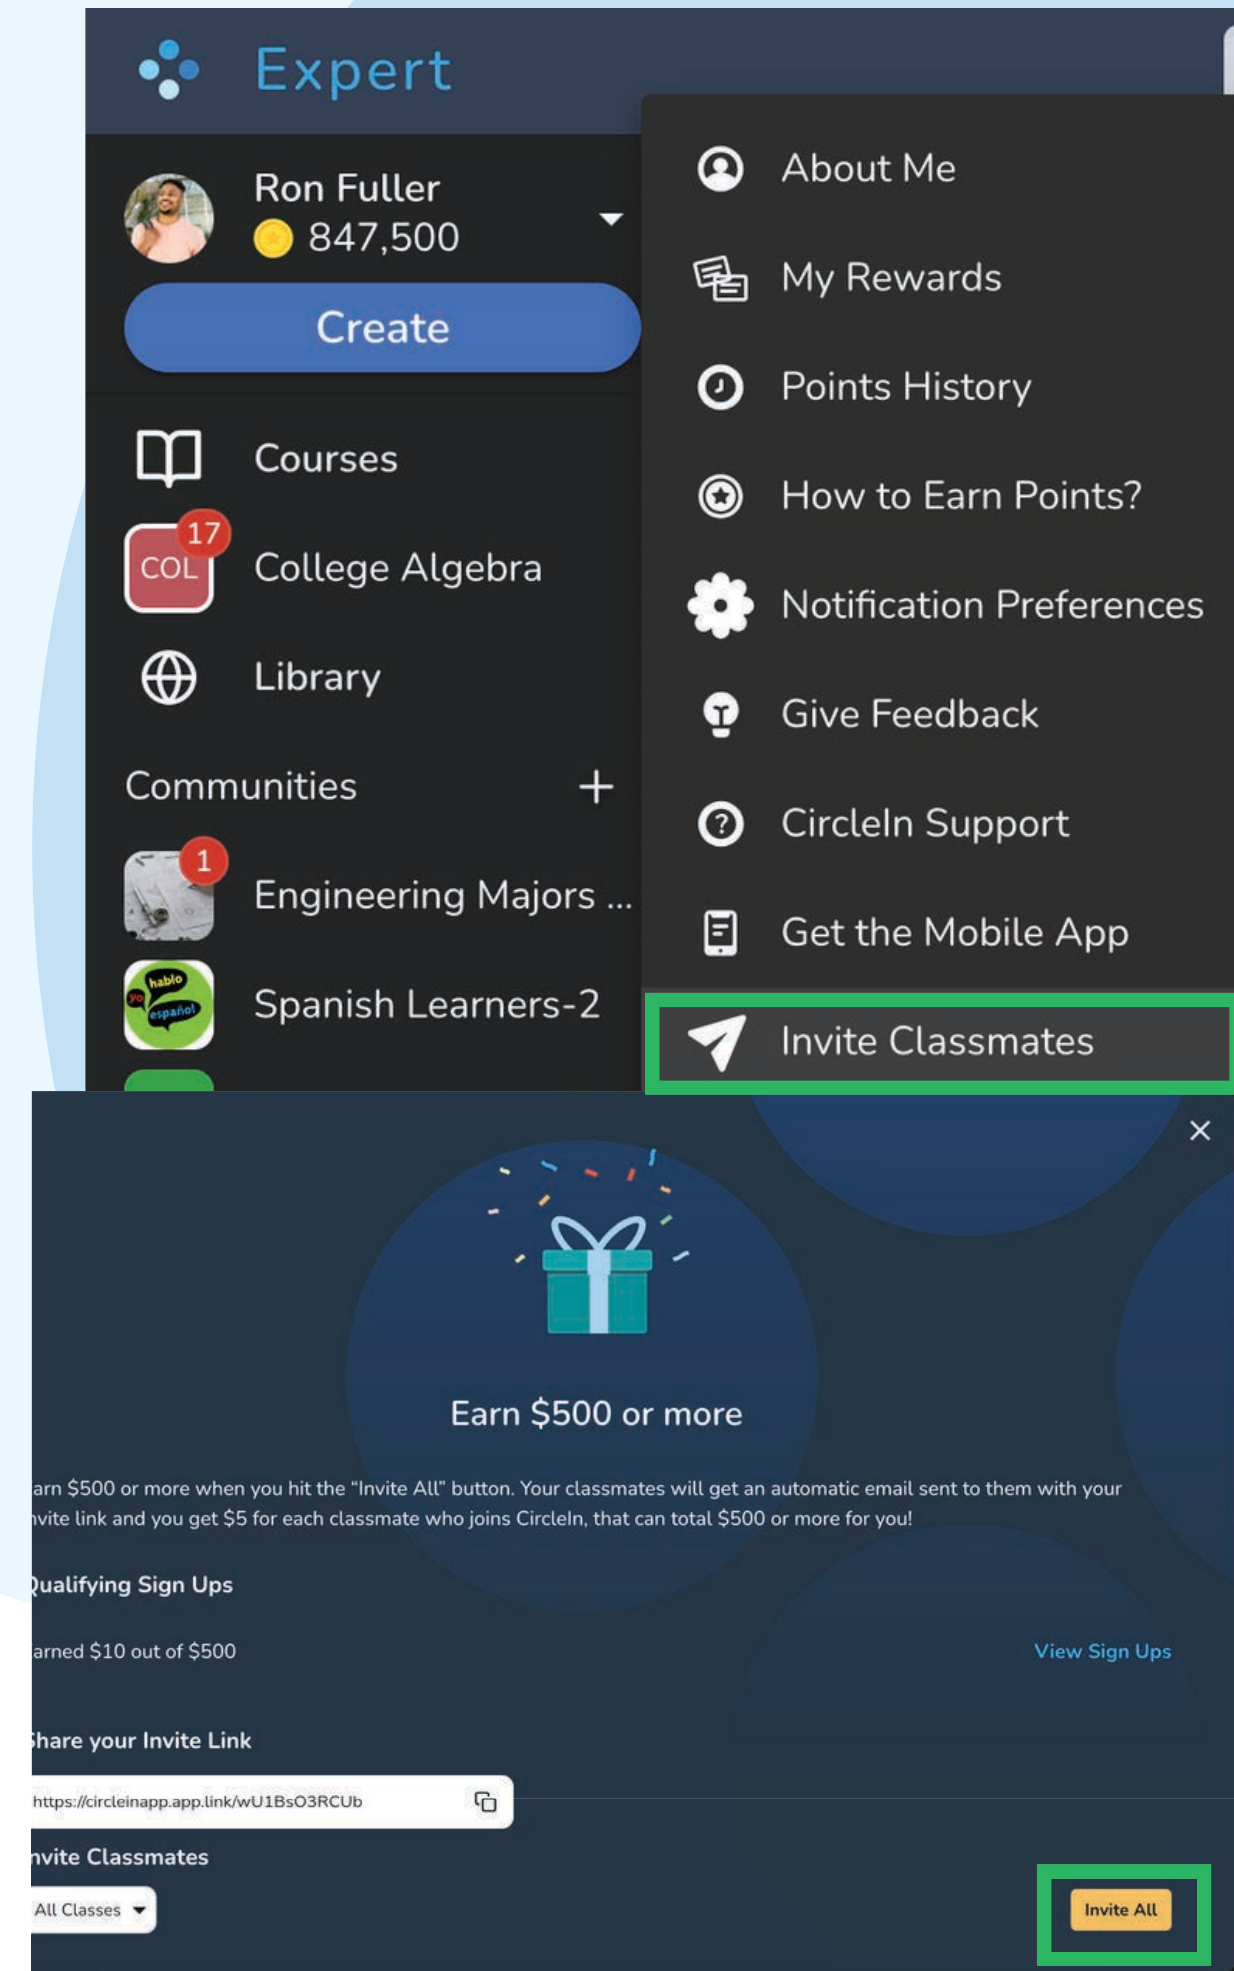 Expert
Ron Fuller
847,500
Create
Courses
17
COL
College Algebra
Library
Communities
1
Engineering Majors ...
hablo
yo
español
Spanish Learners-2
About Me
My Rewards
Points History
How to Earn Points?
Notification Preferences
Give Feedback
CircleIn Support
Get the Mobile App
Invite Classmates
Earn $500 or more
arn $500 or more when you hit the “Invite All” button. Your classmates will get an automatic email sent to them with your
nvite link and you get $5 for each classmate who joins CircleIn, that can total $500 or more for you!
Qualifying Sign Ups
arned $10 out of $500
View Sign Ups
Share your Invite Link
https://circleinapp.app.link/wU1BsO3RCUb
nvite Classmates
All Classes
Invite All